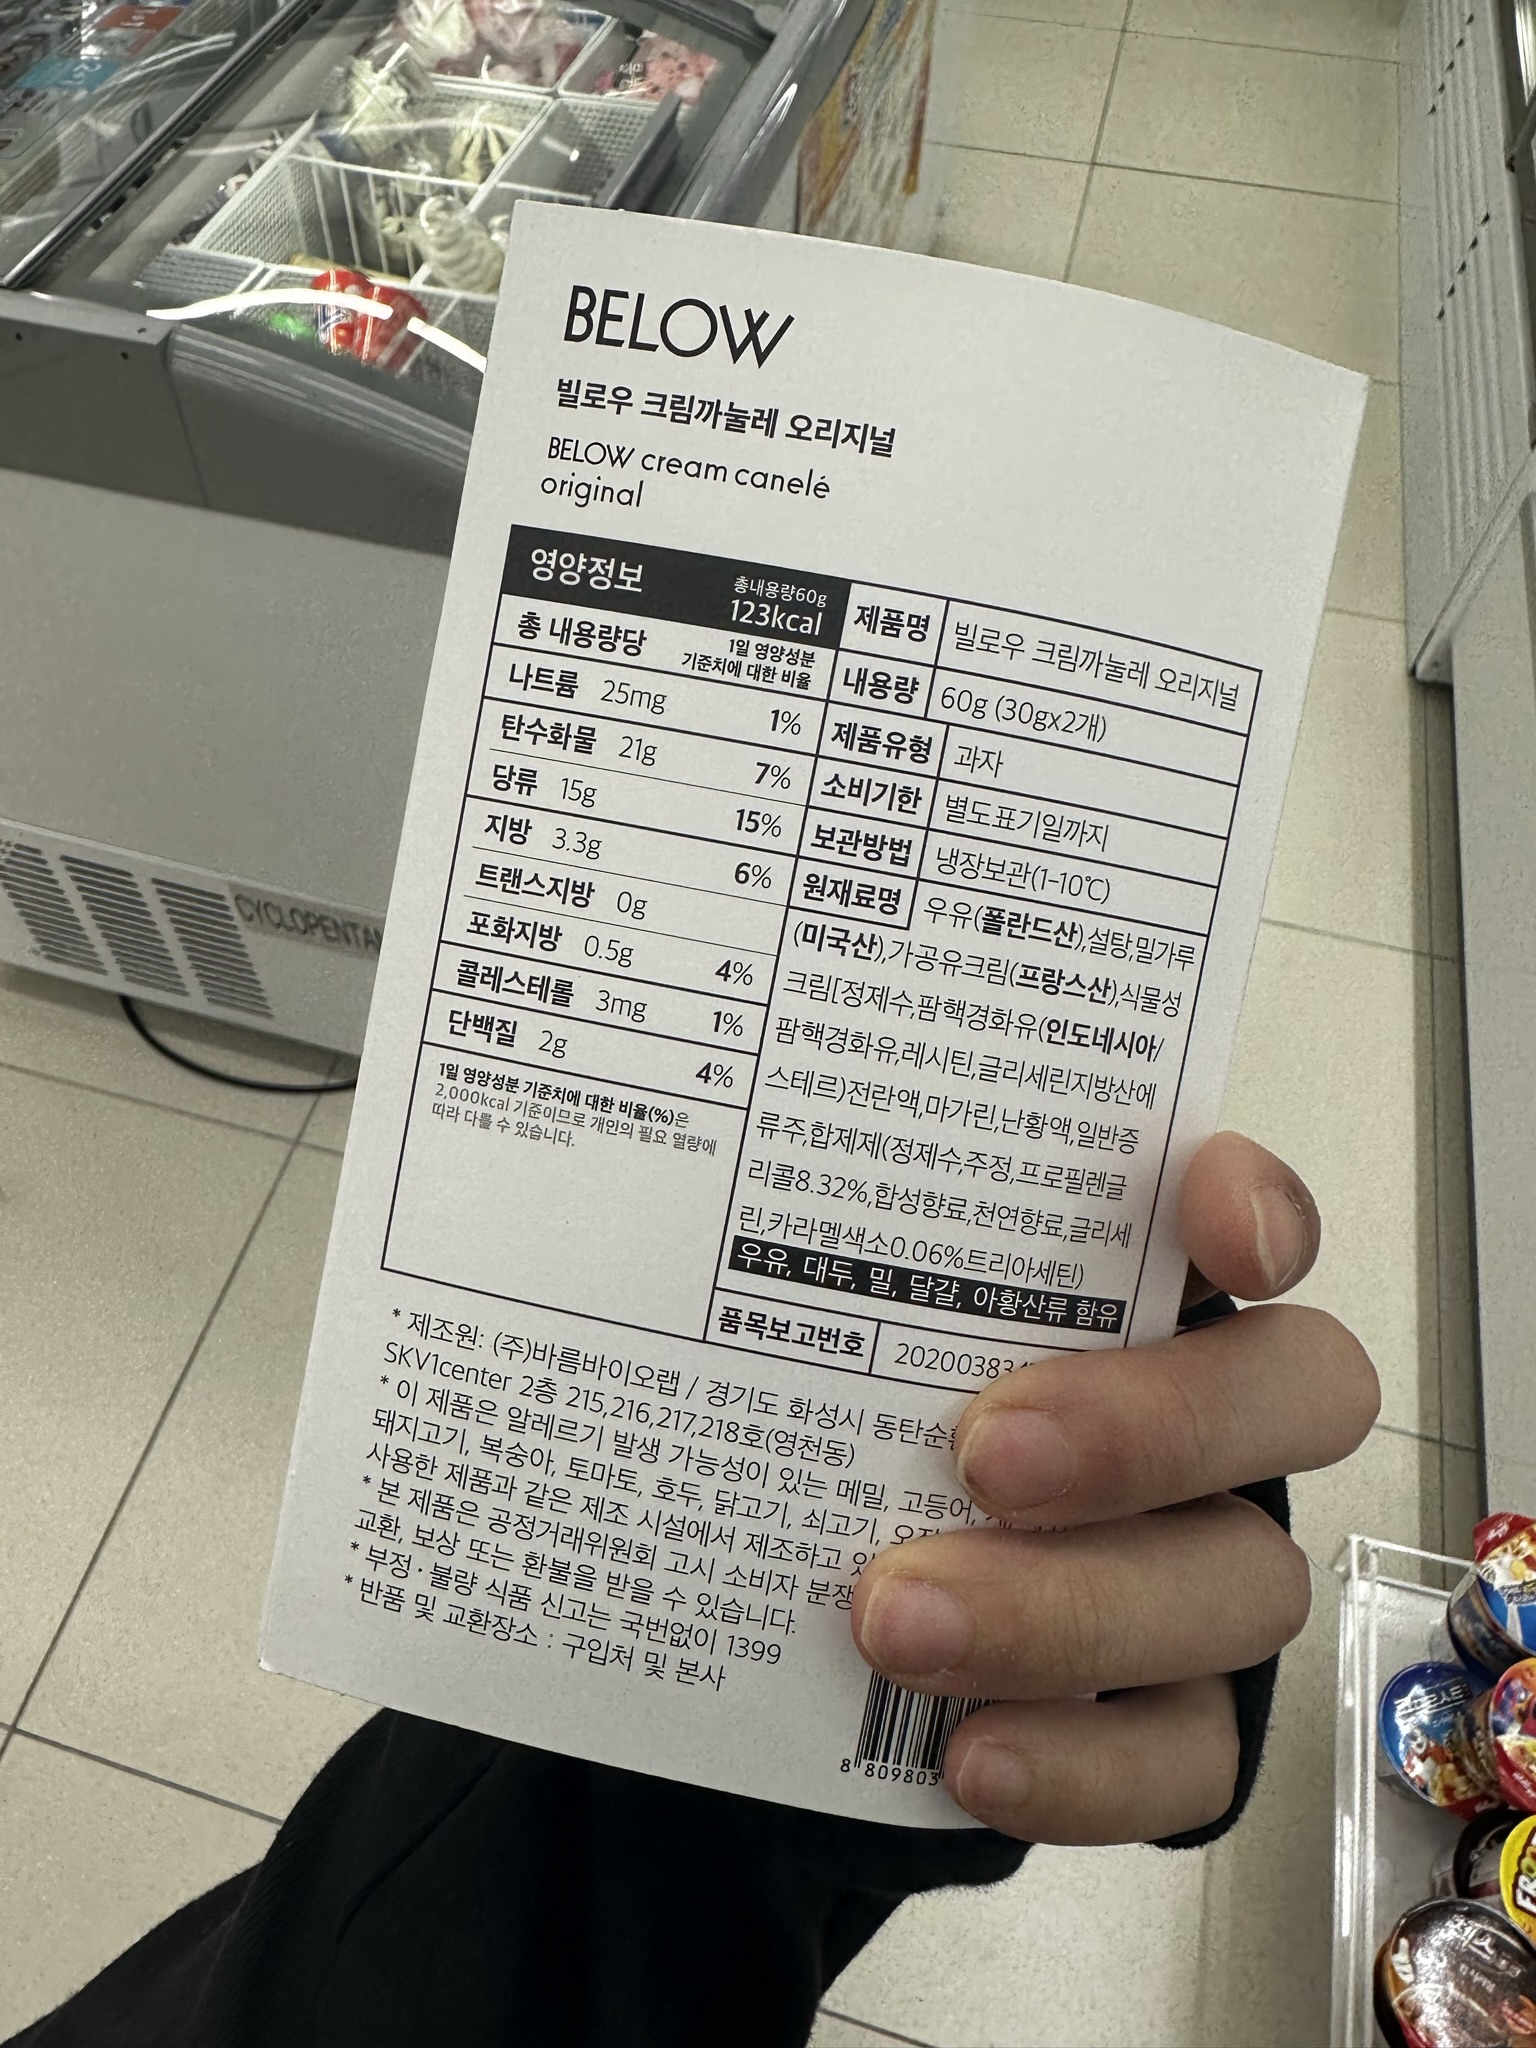 BELOW
빌로우 크림까눌레 오리지널
BELOW cream canelé
original
영양정보
총내용량60g
123kcal
총 내용량당
1일 영양성분
기준치에 대한 비율
나트륨 25mg 1%
탄수화물 21g 7%
당류 15g 15%
지방 3.3g 6%
트랜스지방 0g
포화지방 0.5g 4%
콜레스테롤 3mg 1%
단백질 2g 4%
1일 영양성분 기준치에 대한 비율(%)은
2,000kcal 기준이므로 개인의 필요 열량에
따라 다를 수 있습니다.
제품명 빌로우 크림까눌레 오리지널
내용량 60g (30gx2개)
제품유형 과자
소비기한 별도표기일까지
보관방법 냉장보관(1-10℃)
원재료명 우유(폴란드산),설탕,밀가루
(미국산),가공유크림(프랑스산),식물성
크림[정제수,팜핵경화유(인도네시아/
팜핵경화유,레시틴,글리세린지방산에
스테르)전란액,마가린,난황액,일반증
류주,합제제(정제수,주정,프로필렌글
리콜8.32%,합성향료,천연향료,글리세
린,카라멜색소0.06%트리아세틴)
우유, 대두, 밀, 달걀, 아황산류 함유
품목보고번호 20200383
* 제조원: (주)바름바이오랩 / 경기도 화성시 동탄순환
SKV1center 2층 215,216,217,218호(영천동)
* 이 제품은 알레르기 발생 가능성이 있는 메밀, 고등어,
돼지고기, 복숭아, 토마토, 호두, 닭고기, 쇠고기,
사용한 제품과 같은 제조 시설에서 제조하고
* 본 제품은 공정거래위원회 고시 소비자 분쟁
교환, 보상 또는 환불을 받을 수 있습니다.
* 부정·불량 식품 신고는 국번없이 1399
* 반품 및 교환장소 : 구입처 및 본사
8 809803